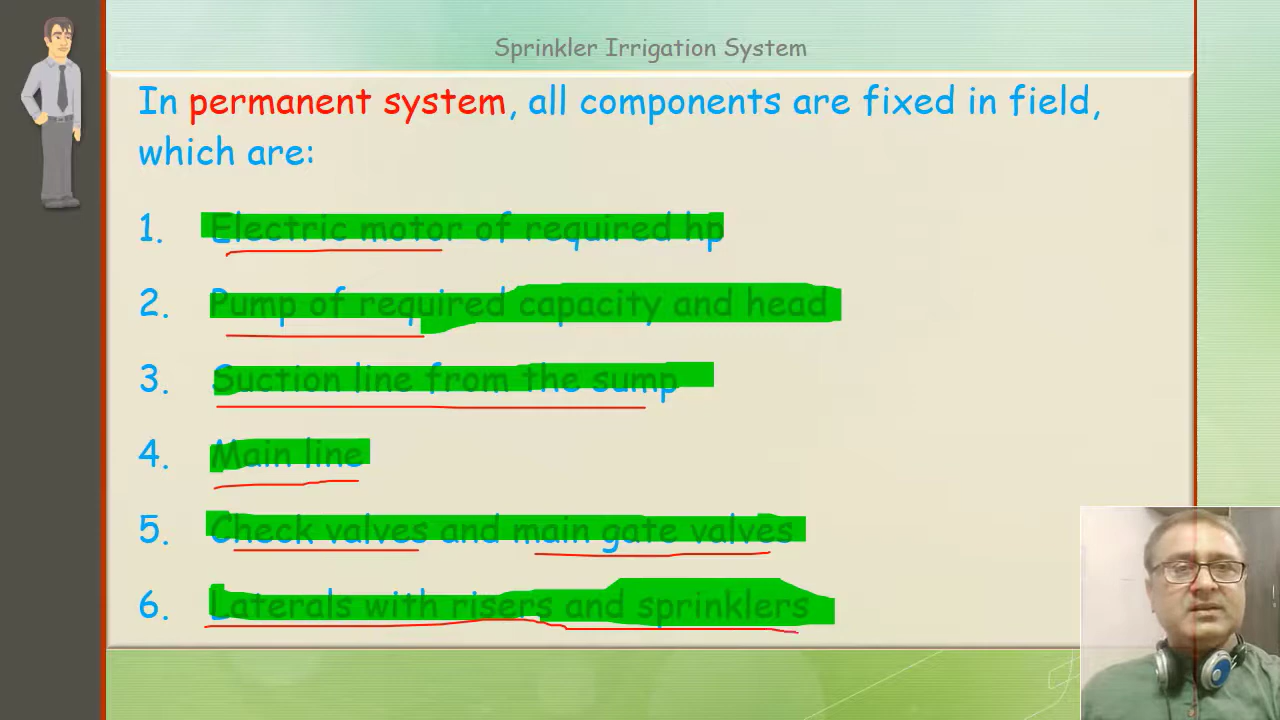 Sprinkler Irrigation System
In permanent system, all components are fixed in field,
which are:
1. Electric motor of required hp
2. Pump of required capacity and head
3. Suction line from the sump
4. Main line
5. Check valves and main gate valves
6. Laterals with risers and sprinklers